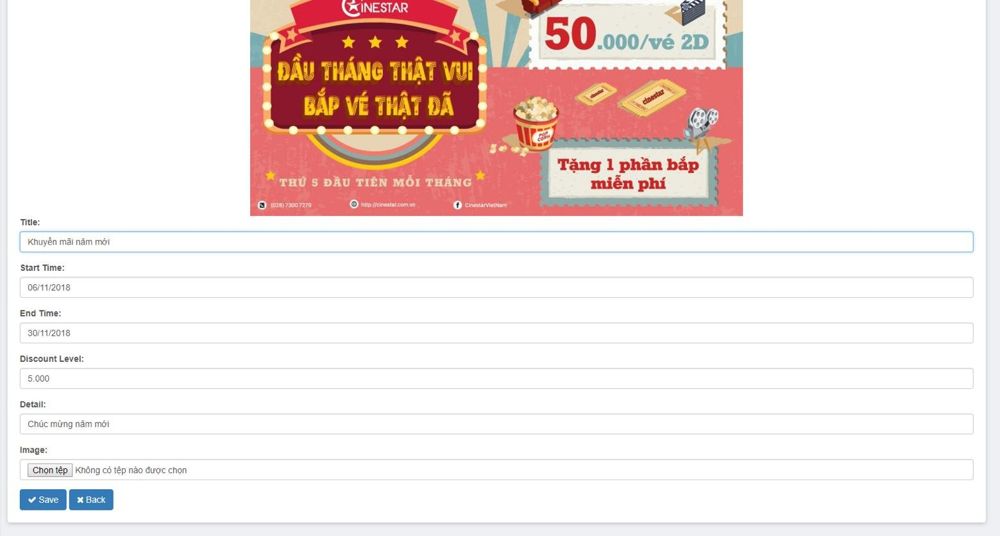 CINESTAR
50.000/vé 2D
ĐẦU THÁNG THẬT VUI
BẮP VÉ THẬT ĐÃ
cinestar
cinestar
POP
CORN
Tặng 1 phần bắp
miễn phí
THỨ 5 ĐẦU TIÊN MỖI THÁNG
(028) 7300 7279
http://cinestar.com.vn
CinestarVietNam
Title:
Khuyến mãi năm mới
Start Time:
06/11/2018
End Time:
30/11/2018
Discount Level:
5.000
Detail:
Chúc mừng năm mới
Image:
Chọn tệp Không có tệp nào được chọn
Save Back